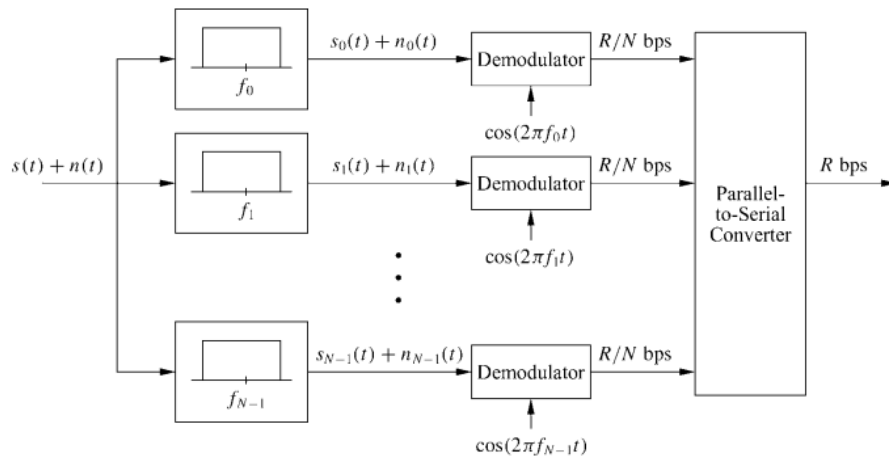 s₀(t) + n₀(t)
R/N bps
f₀
Demodulator
cos(2πf₀t)
s(t) + n(t)
s₁(t) + n₁(t)
R/N bps
f₁
Demodulator
cos(2πf₁t)
Parallel-
to-Serial
Converter
R bps
sN−1(t) + nN−1(t)
R/N bps
fN−1
Demodulator
cos(2πfN−1t)